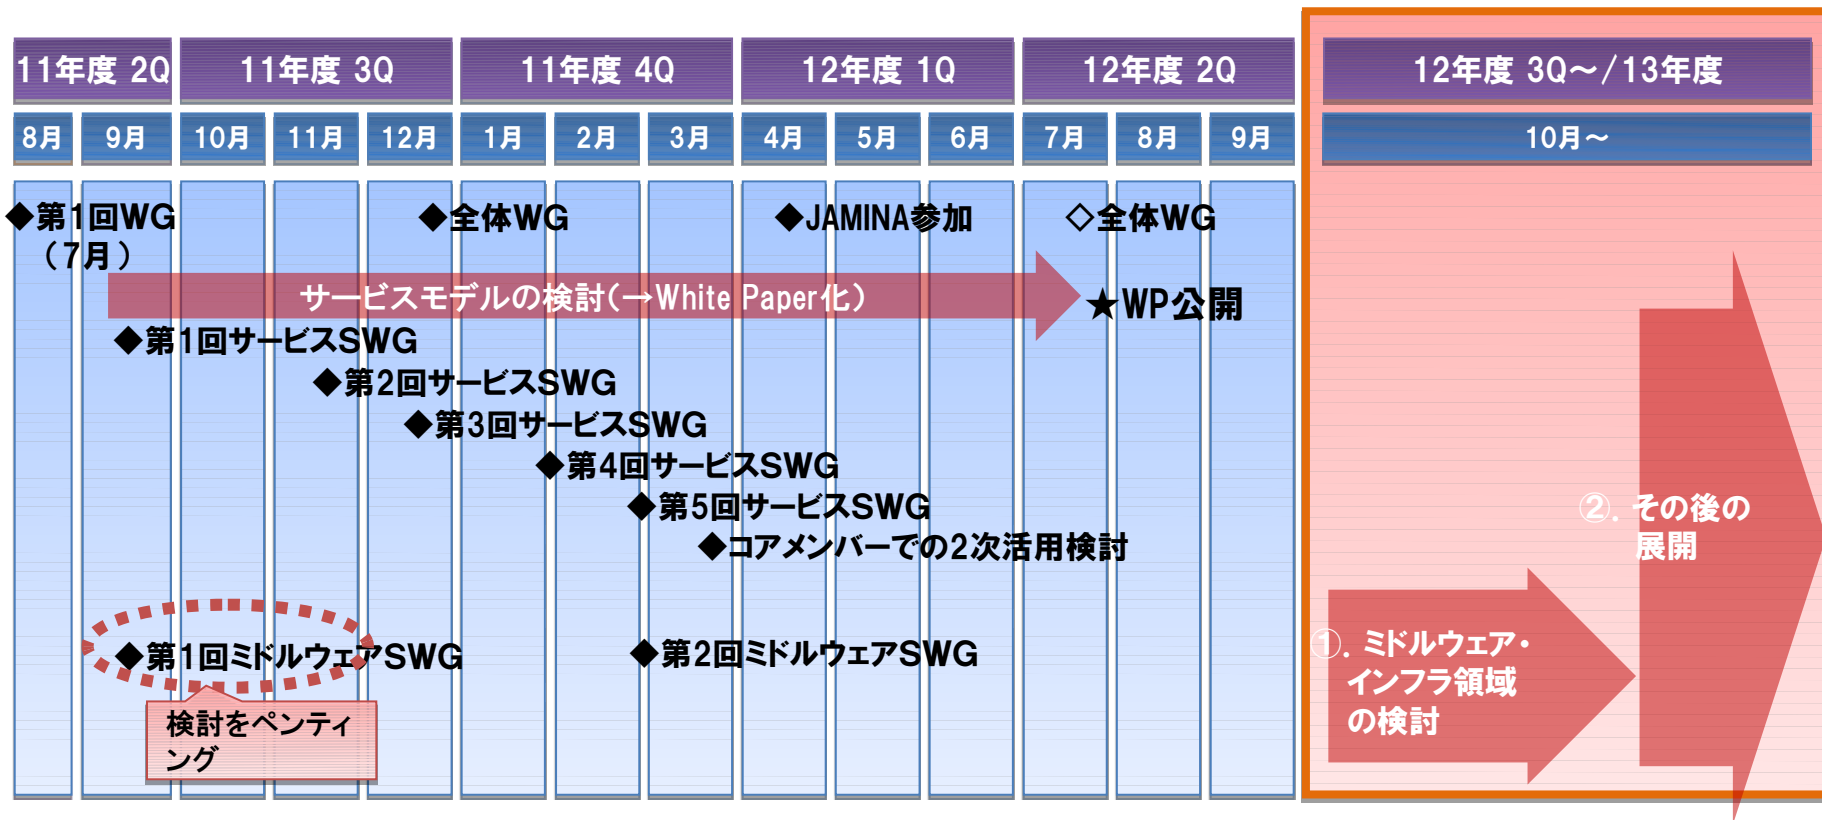 11年度 2Q
11年度 3Q
11年度 4Q
12年度 1Q
12年度 2Q
12年度 3Q～/13年度
8月
9月
10月
11月
12月
1月
2月
3月
4月
5月
6月
7月
8月
9月
10月～
◆第1回WG
（7月）
◆全体WG
◆JAMINA参加
◇全体WG
サービスモデルの検討(→White Paper化)
★WP公開
◆第1回サービスSWG
◆第2回サービスSWG
◆第3回サービスSWG
◆第4回サービスSWG
◆第5回サービスSWG
◆コアメンバーでの2次活用検討
◆第1回ミドルウェアSWG
◆第2回ミドルウェアSWG
検討をペンティ
ング
①. ミドルウェア・
インフラ領域
の検討
②. その後の
展開